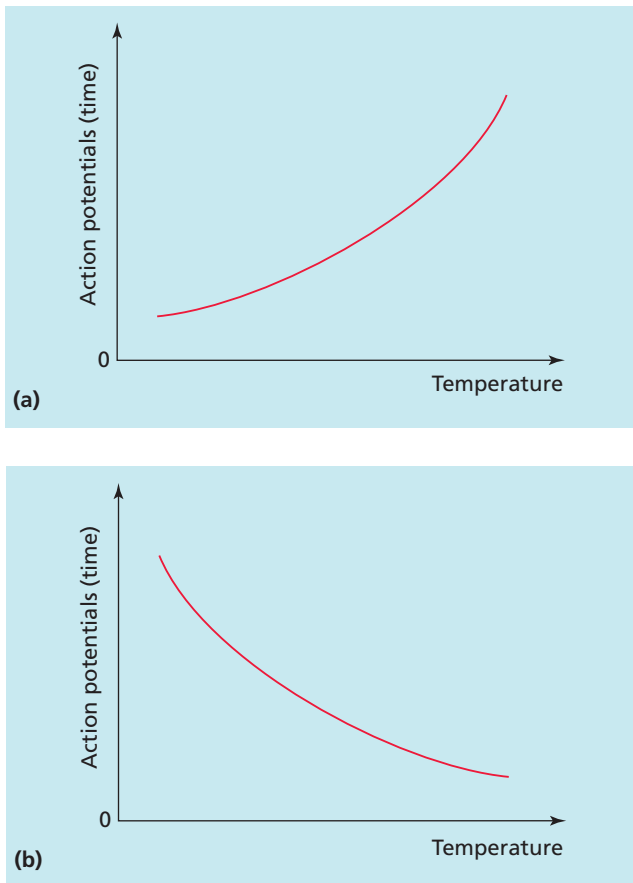 Action potentials (time)
0
Temperature
(a)
Action potentials (time)
0
Temperature
(b)